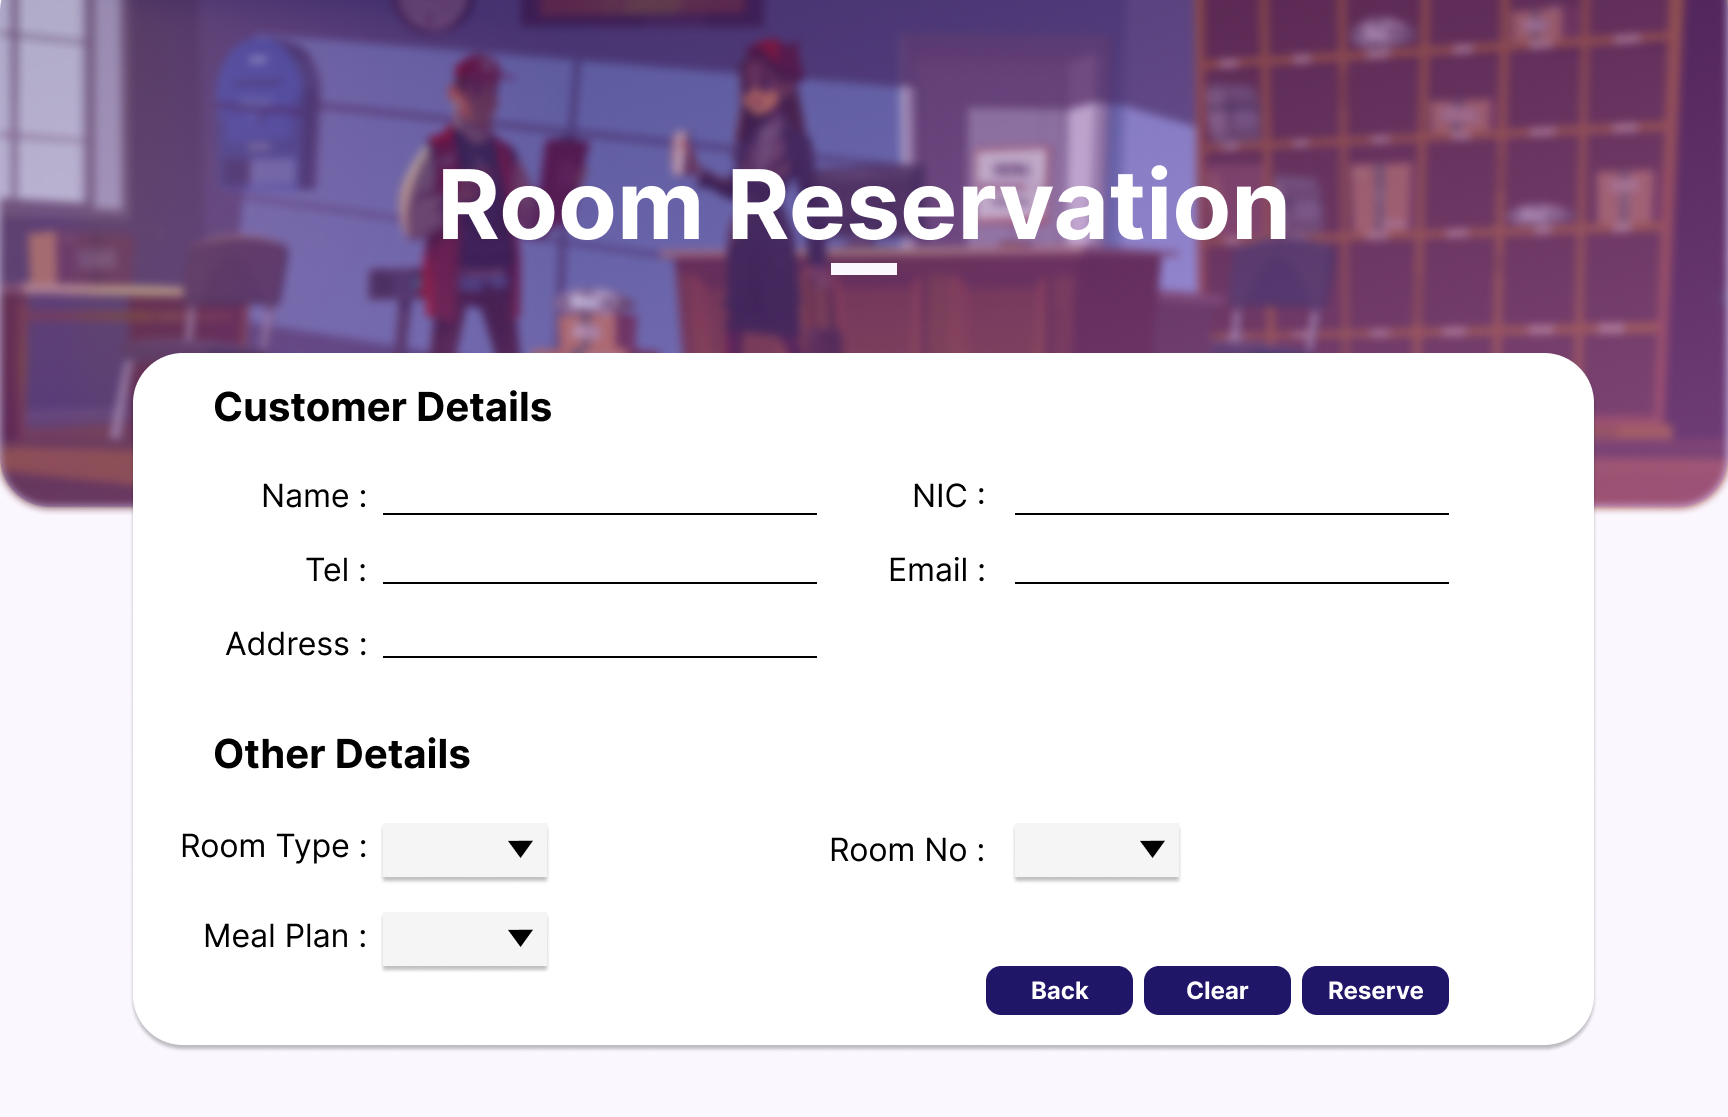 Room Reservation
Customer Details
Name :
NIC :
Tel :
Email :
Address :
Other Details
Room Type :
Room No :
Meal Plan :
Back
Clear
Reserve